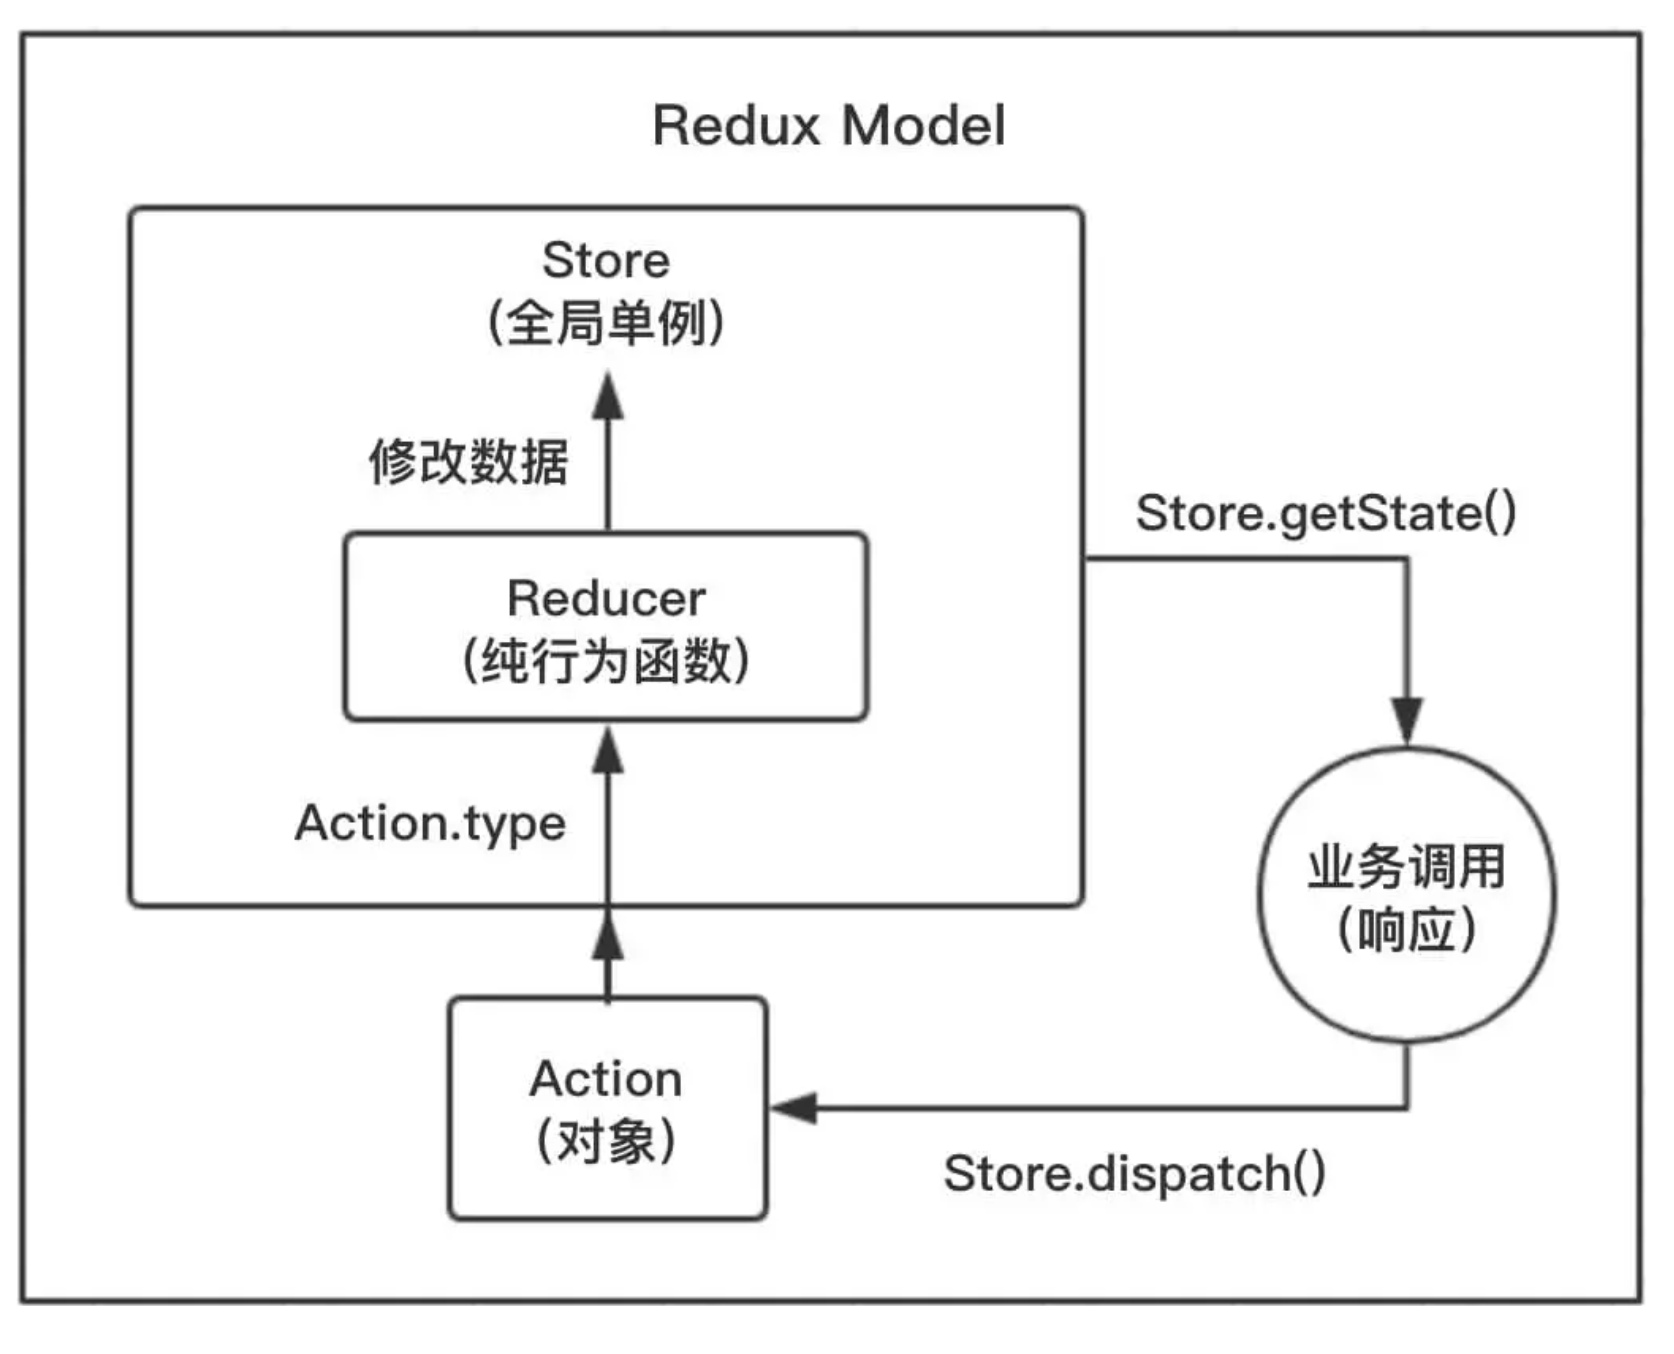 Redux Model
Store
(全局单例)
修改数据
Reducer
(纯行为函数)
Action.type
Store.getState()
业务调用
(响应)
Action
(对象)
Store.dispatch()